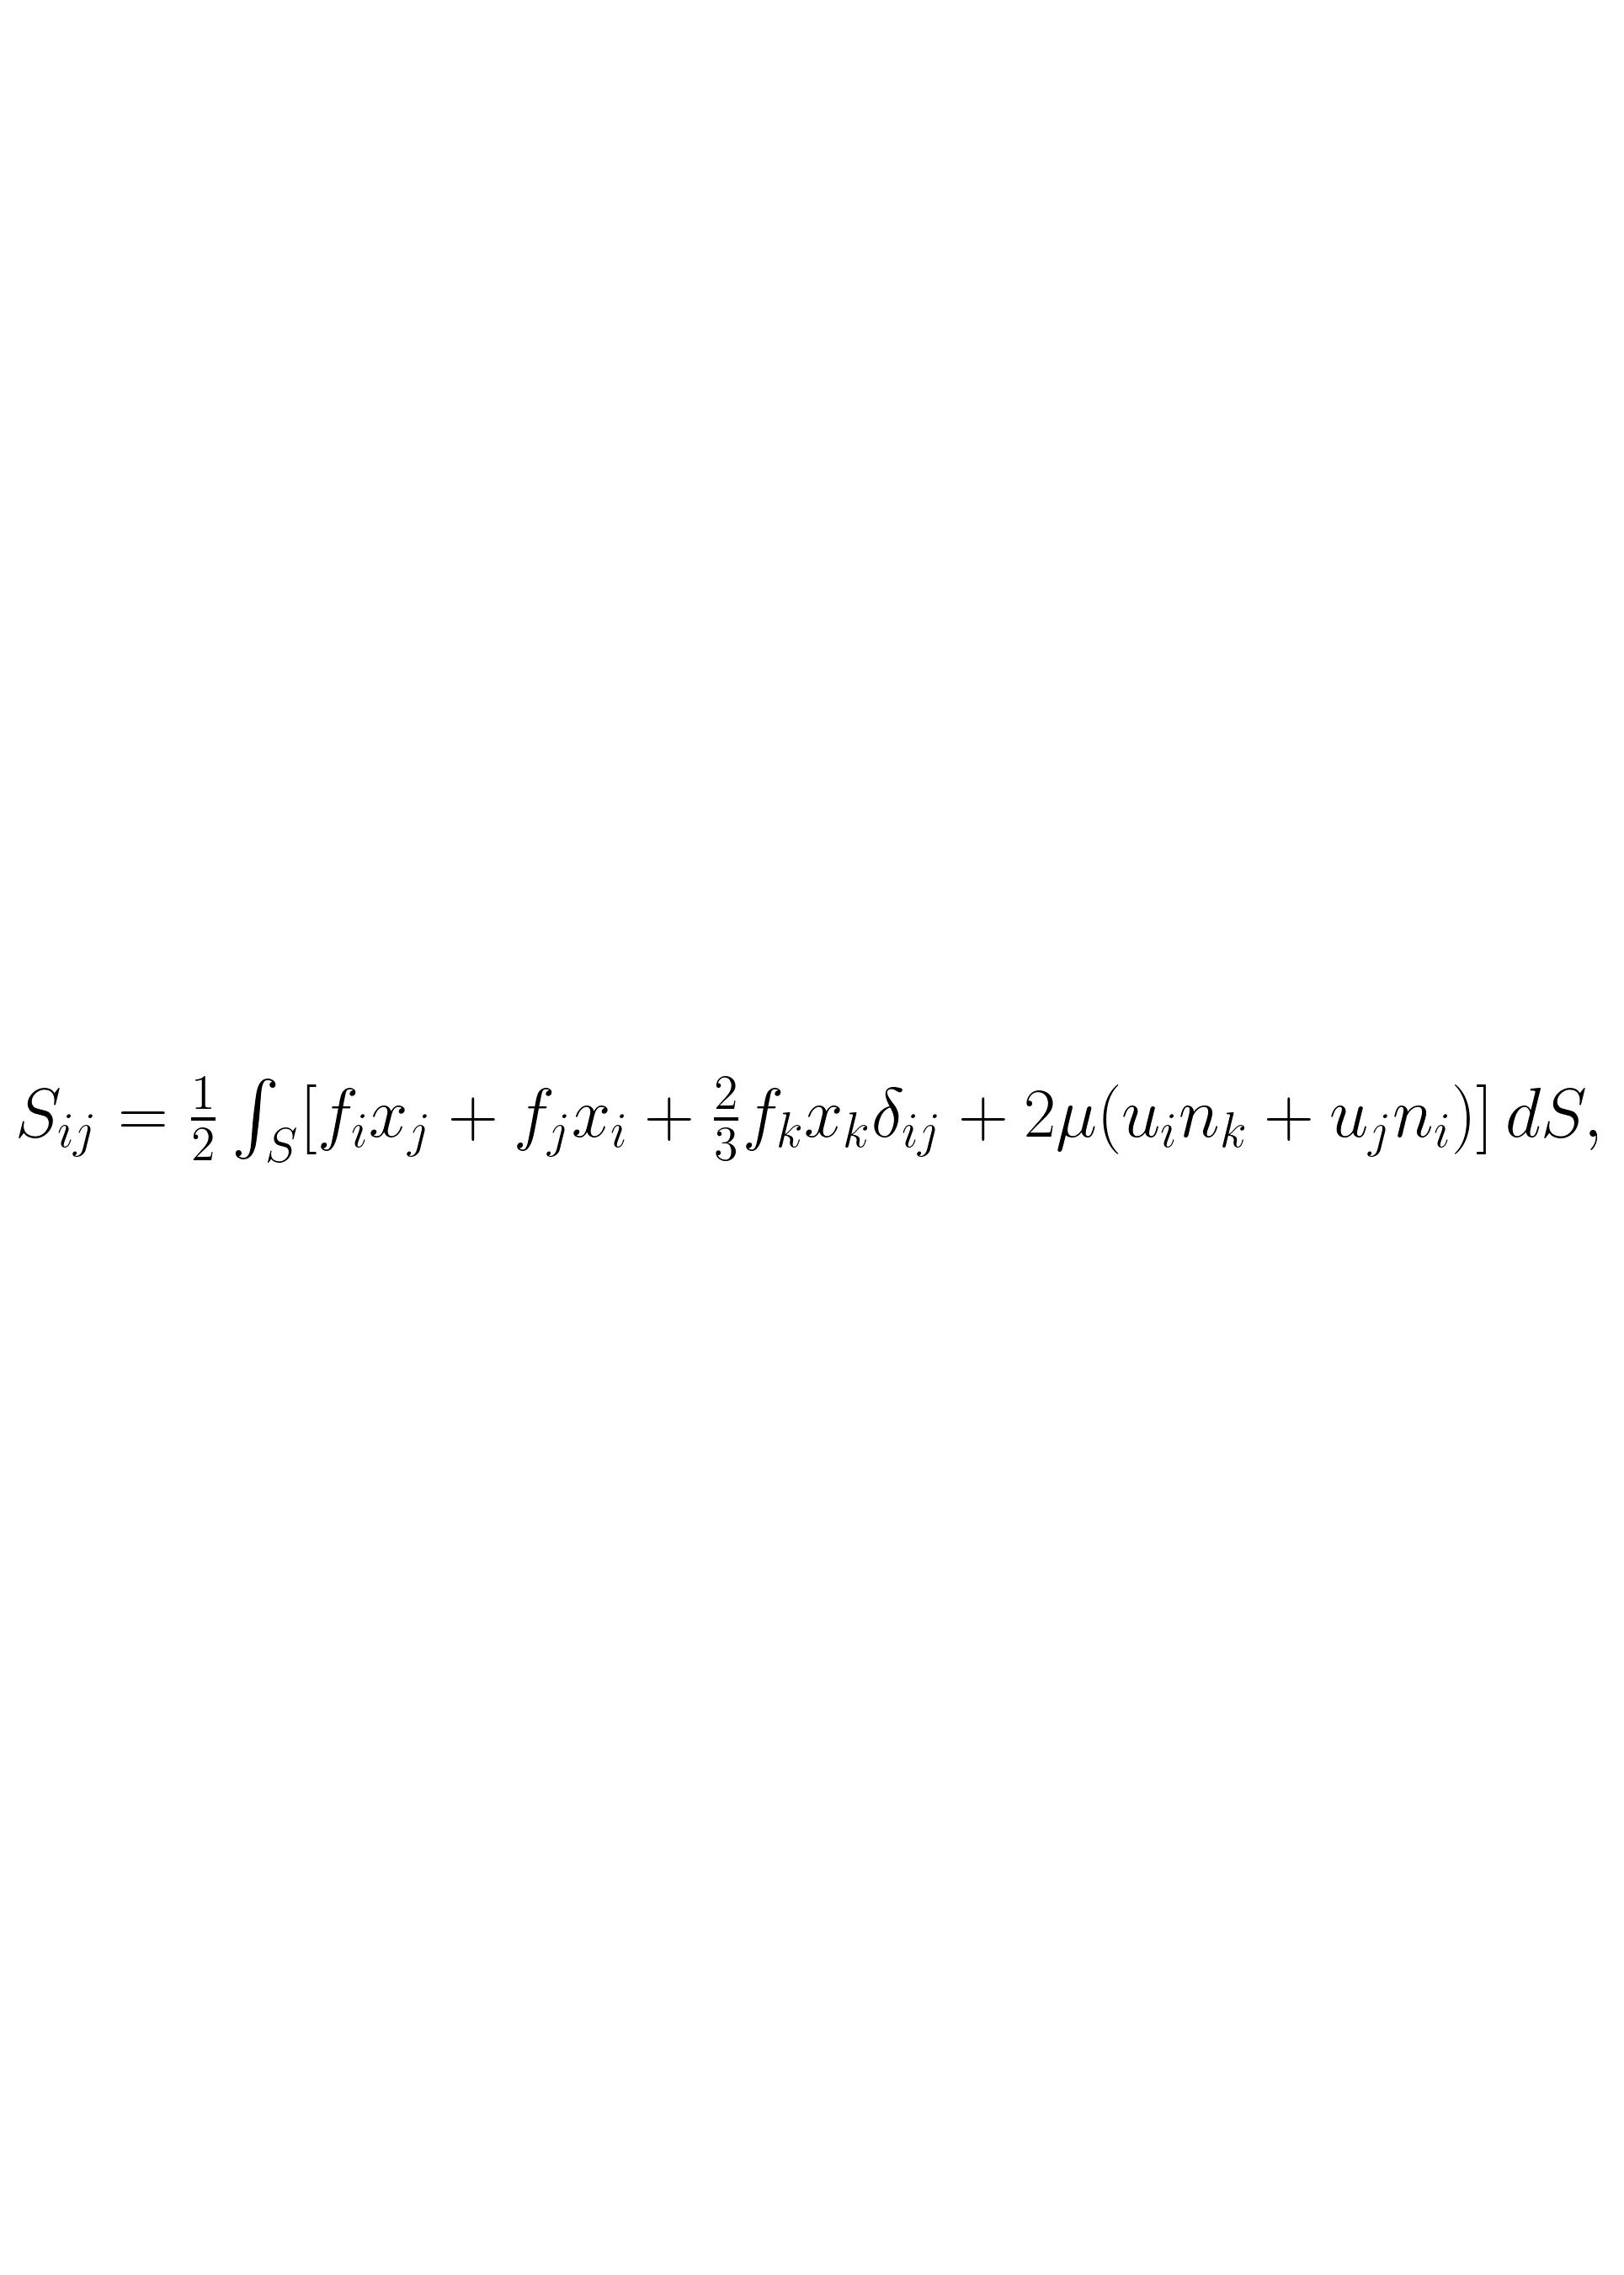 $S_{ij} = \frac{1}{2} \int_S [f_i x_j + f_j x_i + \frac{2}{3} f_k x_k \delta_{ij} + 2\mu(u_i n_k + u_j n_i)] \, dS,$